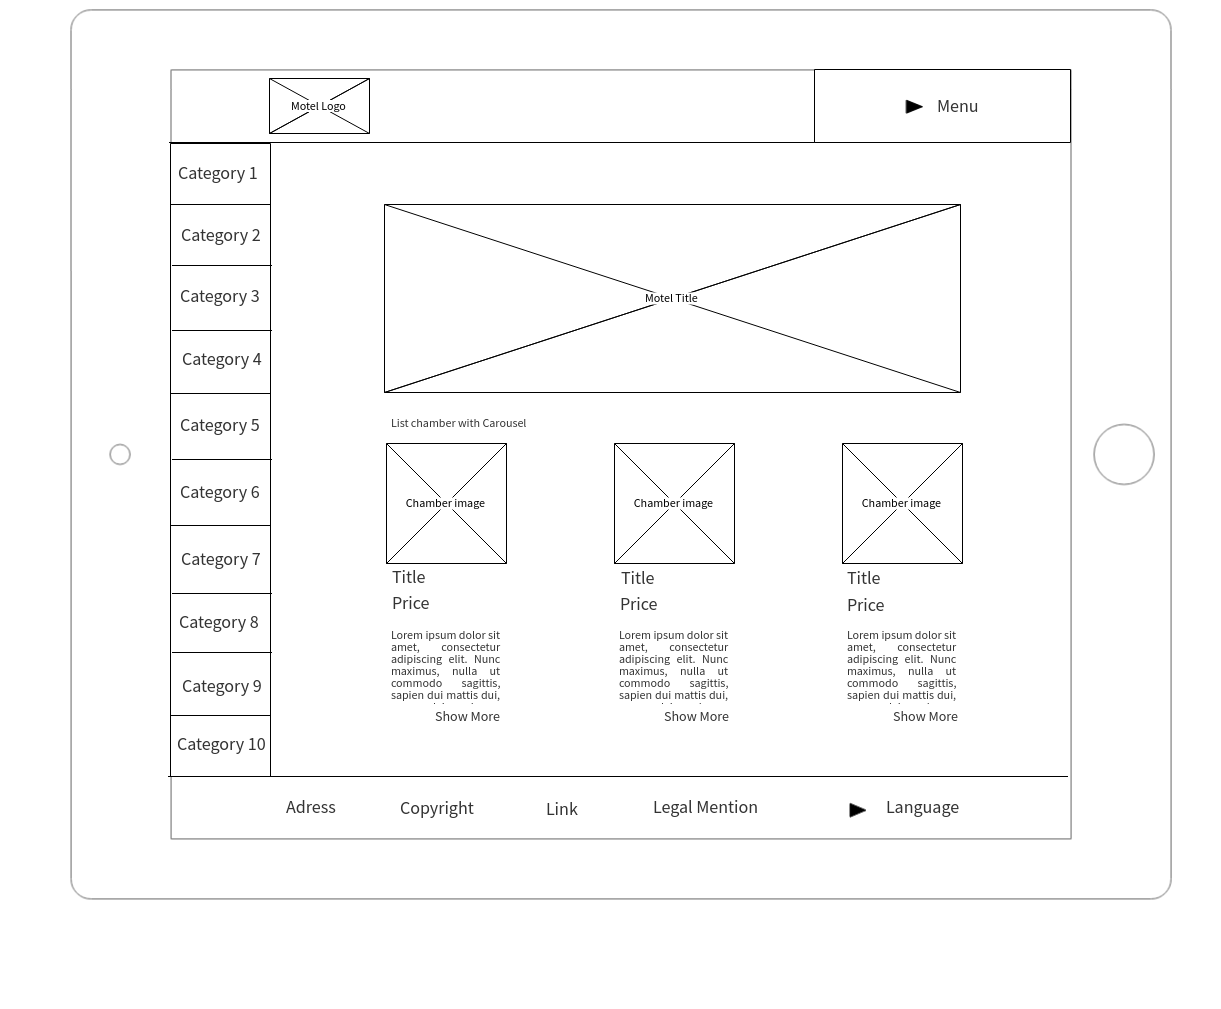 Motel Logo
Menu
Category 1
Category 2
Category 3
Category 4
Category 5
Category 6
Category 7
Category 8
Category 9
Category 10
Motel Title
List chamber with Carousel
Chamber image
Title
Price
Lorem ipsum dolor sit
amet, consectetur
adipiscing elit. Nunc
maximus, nulla ut
commodo sagittis,
sapien dui mattis dui,
Show More
Chamber image
Title
Price
Lorem ipsum dolor sit
amet, consectetur
adipiscing elit. Nunc
maximus, nulla ut
commodo sagittis,
sapien dui mattis dui,
Show More
Chamber image
Title
Price
Lorem ipsum dolor sit
amet, consectetur
adipiscing elit. Nunc
maximus, nulla ut
commodo sagittis,
sapien dui mattis dui,
Show More
Adress
Copyright
Link
Legal Mention
Language